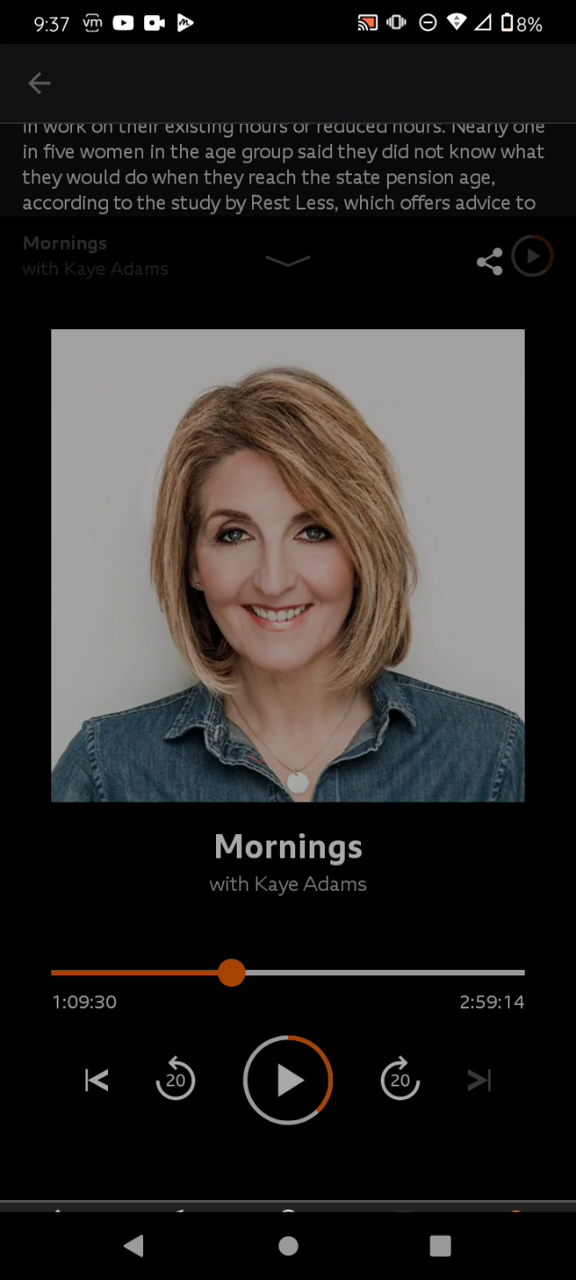 9:37 vm 8%
in work on their existing hours or reduced hours. Nearly one
in five women in the age group said they did not know what
they would do when they reach the state pension age,
according to the study by Rest Less, which offers advice to
Mornings
with Kaye Adams
Mornings
with Kaye Adams
1:09:30 2:59:14
20 20